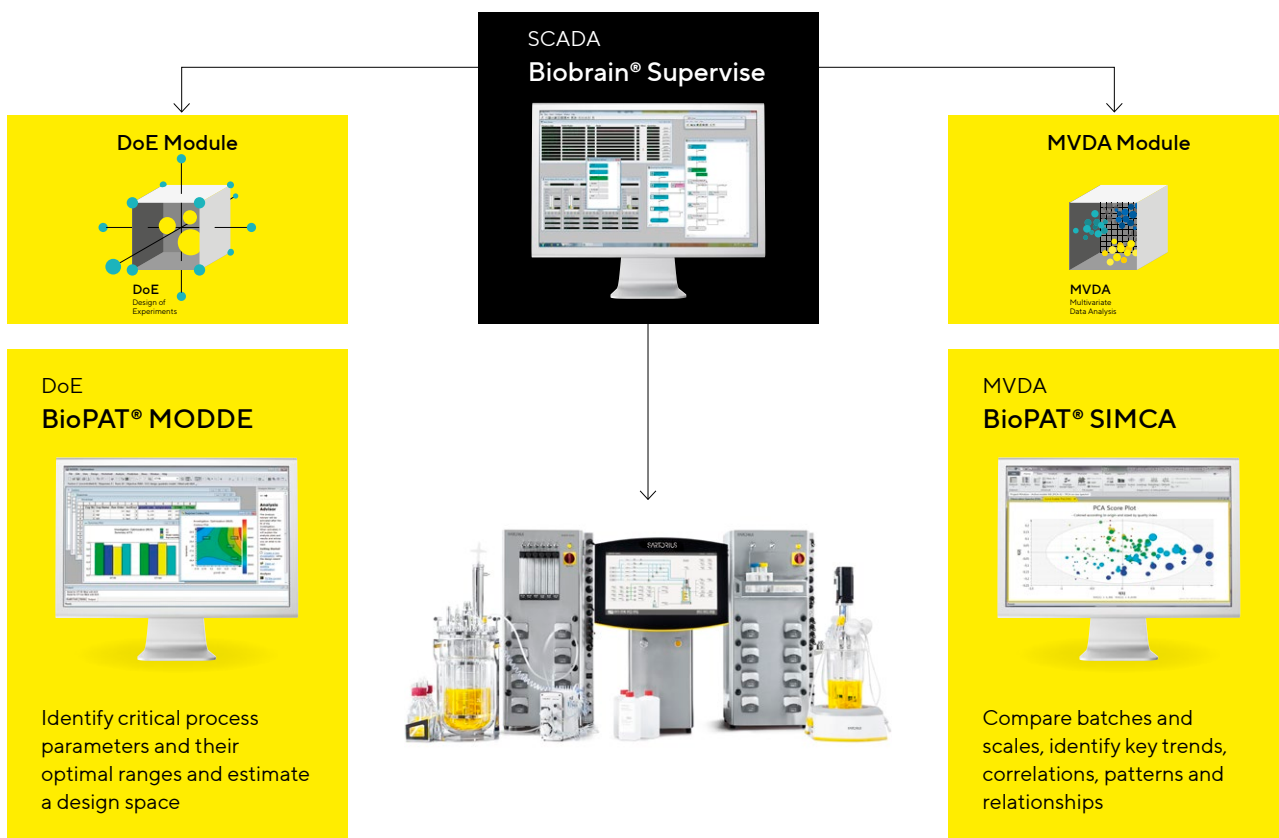 SCADA
Biobrain® Supervise
DoE Module
DoE
Design of
Experiments
MVDA Module
MVDA
Multivariate
Data Analysis
DoE
BioPAT® MODDE
Analysis
Advisor
Identify critical process
parameters and their
optimal ranges and estimate
a design space
SARTORIUS
MVDA
BioPAT® SIMCA
PCA Score Plot
Compare batches and
scales, identify key trends,
correlations, patterns and
relationships